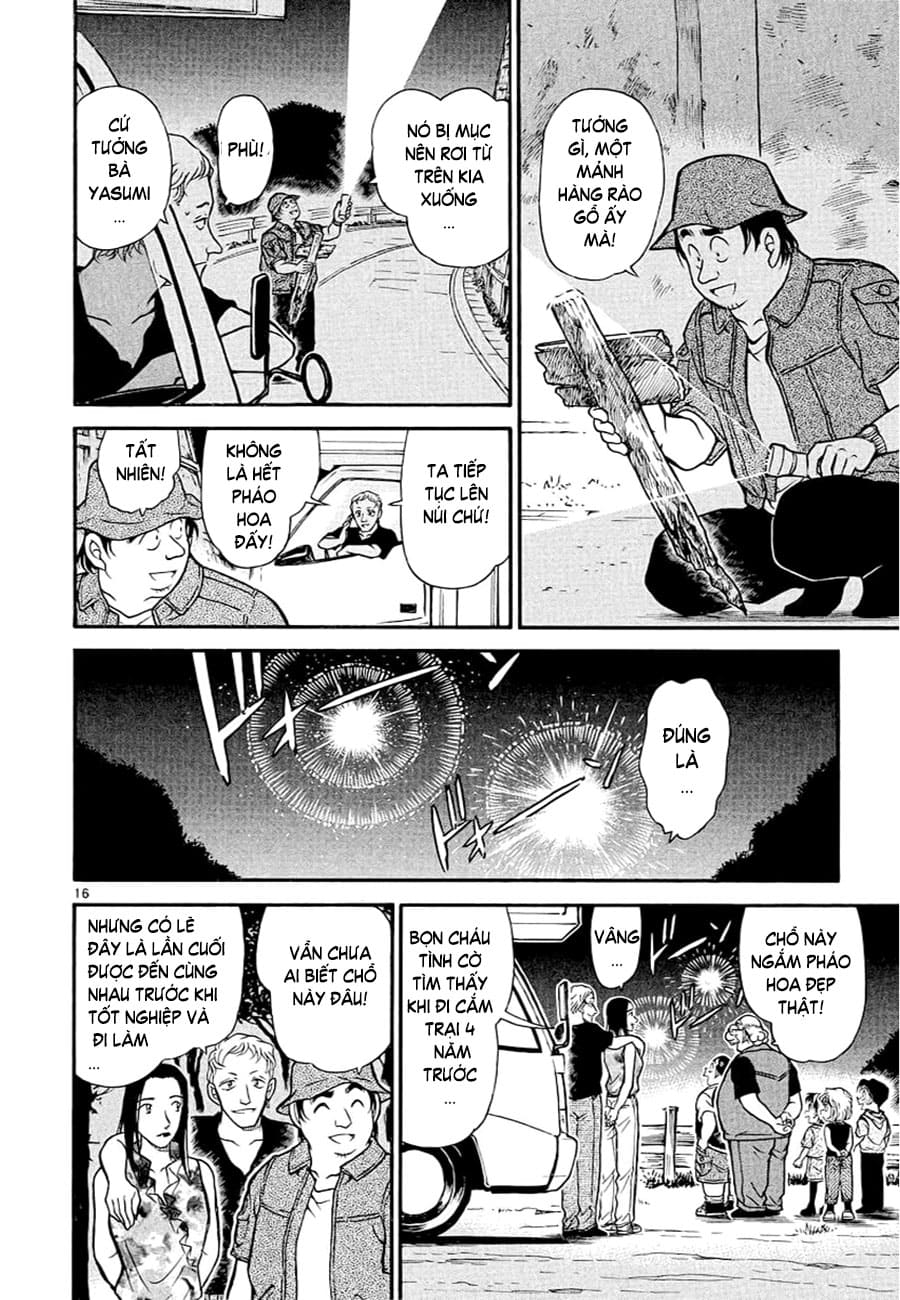 TƯỞNG
GÌ, MỘT
MẢNH
HÀNG RÀO
GỖ ẤY
MÀ!
NÓ BỊ MỤC
NÊN RƠI TỪ
TRÊN KIA
XUỐNG
...
PHÙ!
CỨ
TƯỞNG
BÀ
YASUMI
...
TA TIẾP
TỤC LÊN
NÚI CHỨ!
KHÔNG
LÀ HẾT
PHÁO
HOA
ĐẤY!
TẤT
NHIÊN!
ĐÚNG
LÀ
...
16
CHỖ NÀY
NGẮM PHÁO
HOA ĐẸP
THẬT!
VÂNG
...
BỌN CHÁU
TÌNH CỜ
TÌM THẤY
KHI ĐI CẮM
TRẠI 4
NĂM
TRƯỚC
...
VẪN CHƯA
AI BIẾT CHỖ
NÀY ĐÂU!
NHƯNG CÓ LẼ
ĐÂY LÀ LẦN CUỐI
ĐƯỢC ĐẾN CÙNG
NHAU TRƯỚC KHI
TỐT NGHIỆP VÀ
ĐI LÀM
...